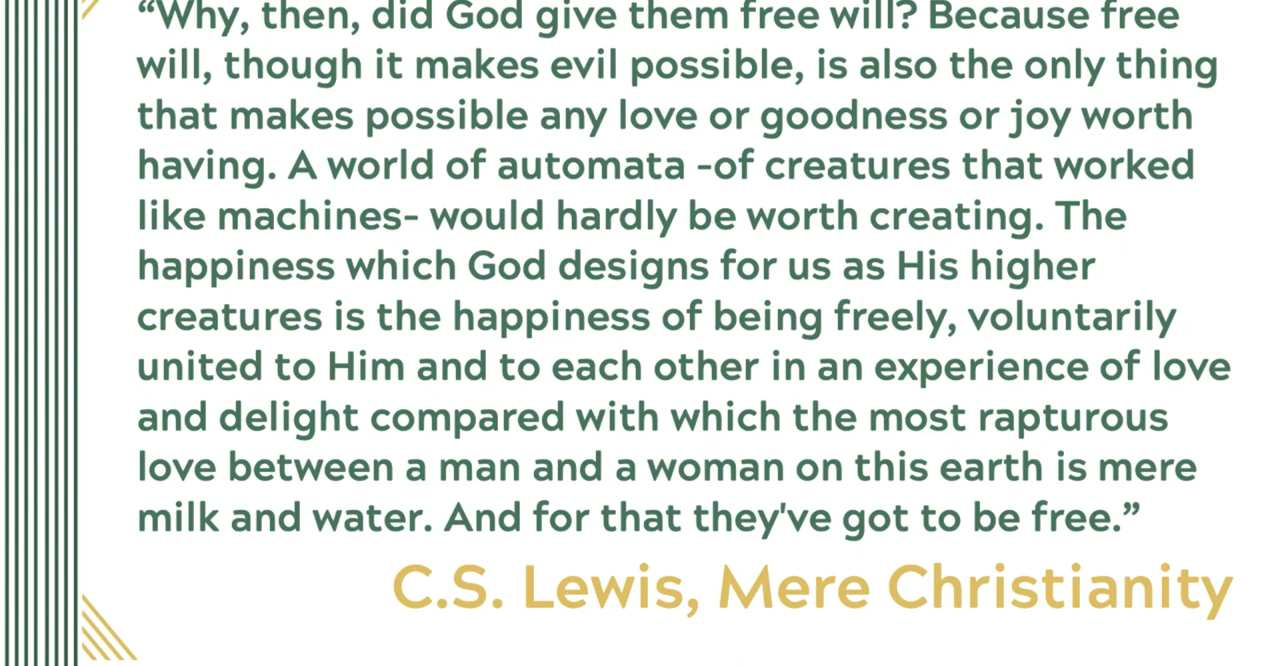 “Why, then, did God give them free will? Because free
will, though it makes evil possible, is also the only thing
that makes possible any love or goodness or joy worth
having. A world of automata -of creatures that worked
like machines- would hardly be worth creating. The
happiness which God designs for us as His higher
creatures is the happiness of being freely, voluntarily
united to Him and to each other in an experience of love
and delight compared with which the most rapturous
love between a man and a woman on this earth is mere
milk and water. And for that they've got to be free.”
C.S. Lewis, Mere Christianity